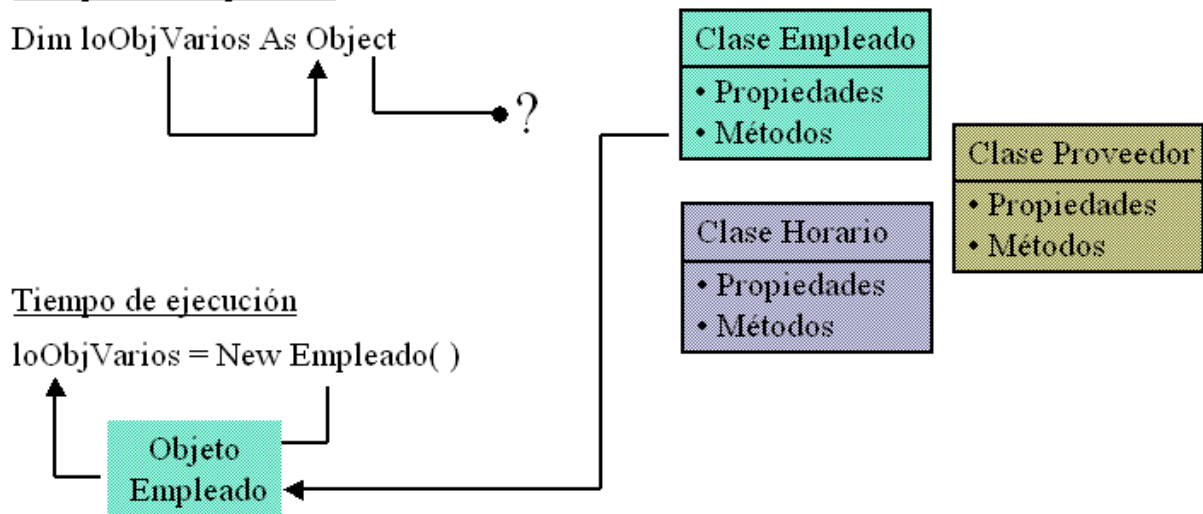 Dim loObjVarios As Object
?
Clase Empleado
• Propiedades
• Métodos
Clase Proveedor
• Propiedades
• Métodos
Clase Horario
• Propiedades
• Métodos
Tiempo de ejecución
loObjVarios = New Empleado( )
Objeto
Empleado